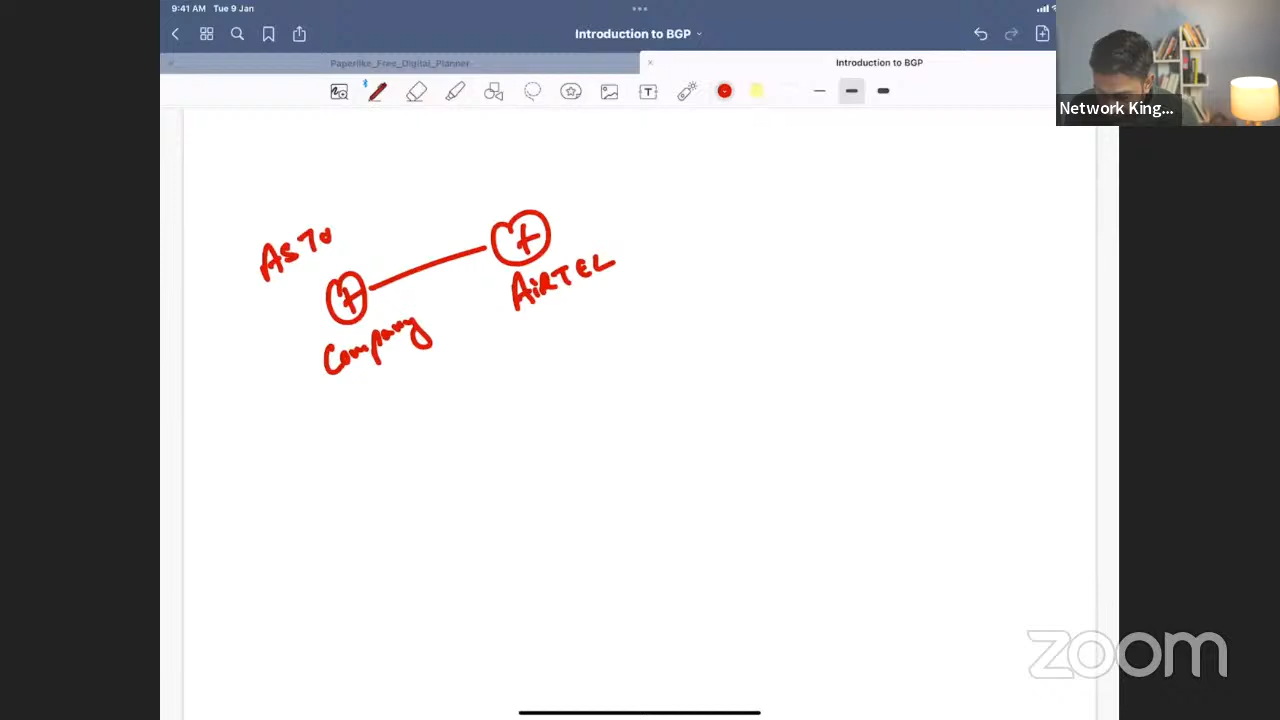 9:41 AM Tue 9 Jan
Introduction to BGP
Paperlike_Free_Digital_Planner
Introduction to BGP
T
Network King...
AS 70
AIRTEL
Company
zoom